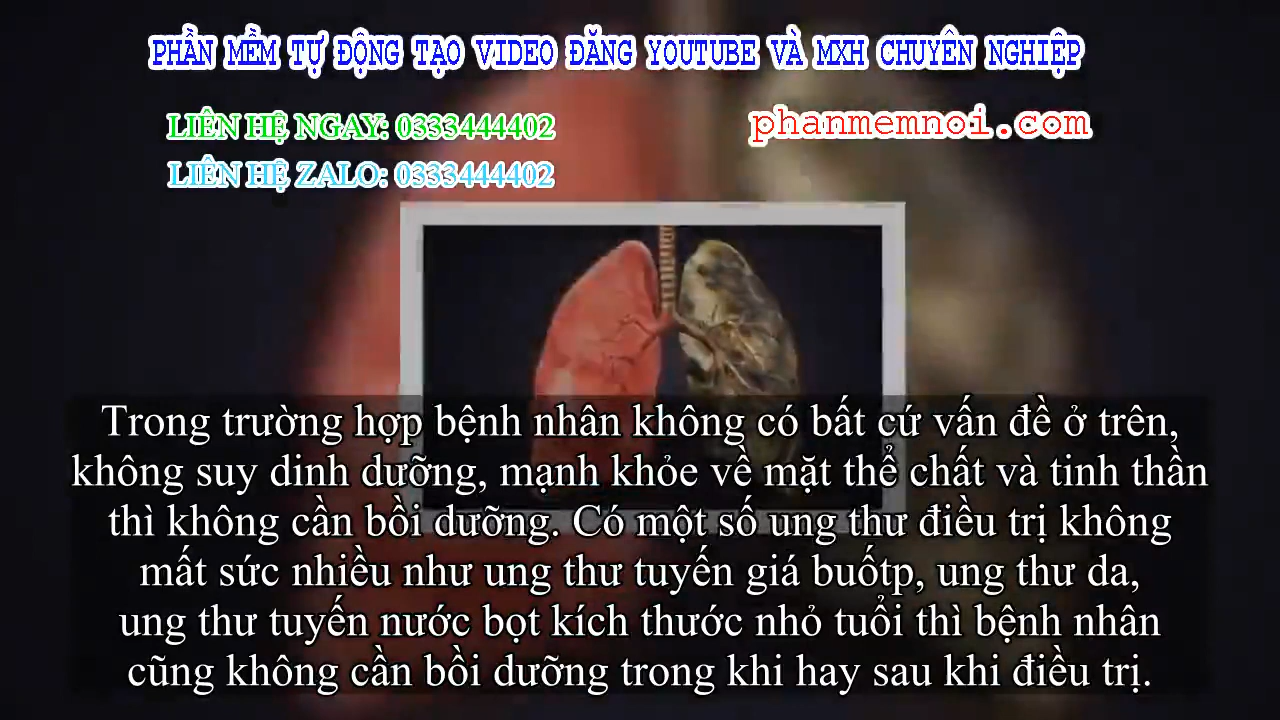 PHẦN MỀM TỰ ĐỘNG TẠO VIDEO ĐĂNG YOUTUBE VÀ MXH CHUYÊN NGHIỆP
LIÊN HỆ NGAY: 0333444402
phanmemnoi.com
LIÊN HỆ ZALO: 0333444402
Trong trường hợp bệnh nhân không có bất cứ vấn đề ở trên,
không suy dinh dưỡng, mạnh khỏe về mặt thể chất và tinh thần
thì không cần bồi dưỡng. Có một số ung thư điều trị không
mất sức nhiều như ung thư tuyến giá buốtp, ung thư da,
ung thư tuyến nước bọt kích thước nhỏ tuổi thì bệnh nhân
cũng không cần bồi dưỡng trong khi hay sau khi điều trị.